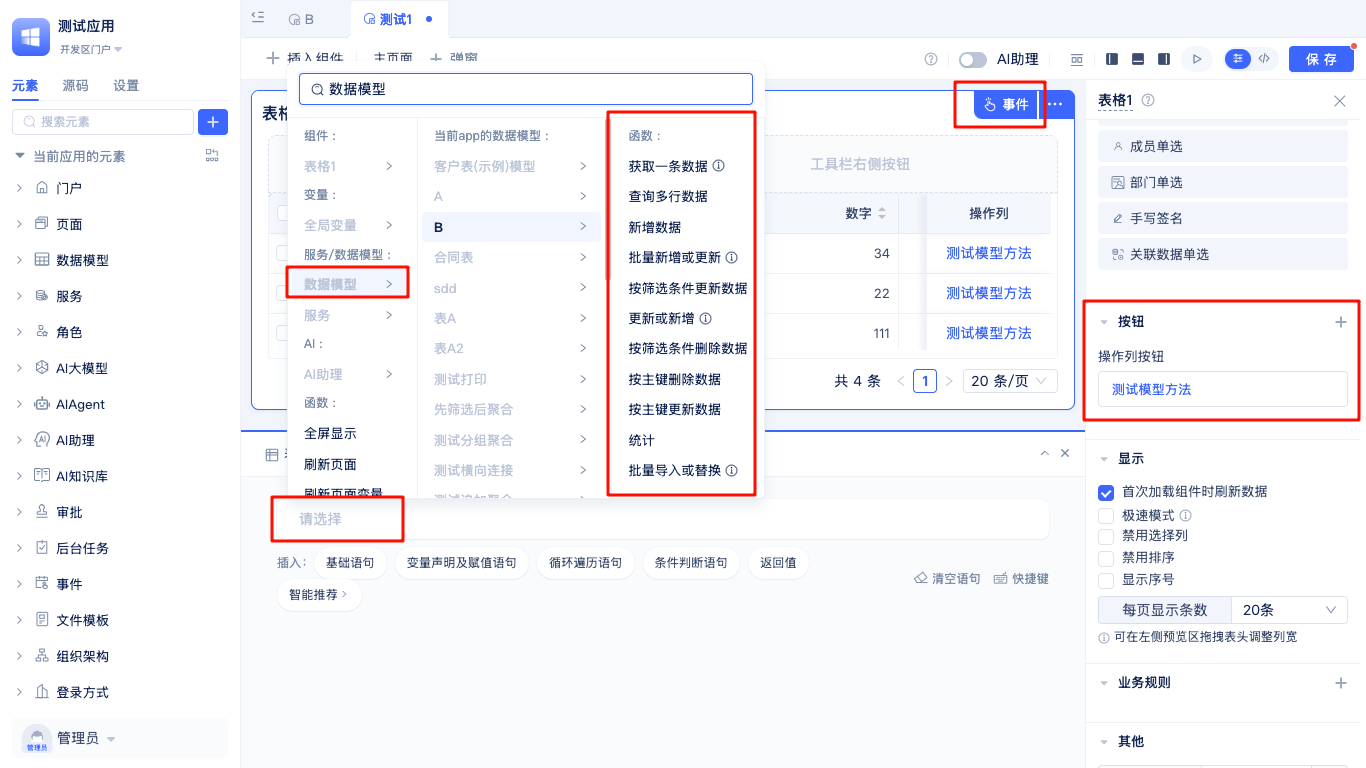 测试应用
开发区门户
元素
源码
设置
搜索元素
当前应用的元素
门户
页面
数据模型
服务
角色
AI大模型
AIAgent
AI助理
AI知识库
审批
后台任务
事件
文件模板
组织架构
登录方式
管理员
管理员
B
测试1
插入组件
主页面
弹窗
AI助理
保 存
表格
事件
工具栏右侧按钮
数字
操作列
34
测试模型方法
22
测试模型方法
111
测试模型方法
共 4 条
1
20 条/页
数据模型
组件：
表格1
变量：
全局变量
服务/数据模型：
数据模型
服务
AI：
AI助理
函数：
全屏显示
刷新页面
刷新页面变量
当前app的数据模型：
客户表(示例)模型
A
B
合同表
sdd
表A
表A2
测试打印
先筛选后聚合
测试分组聚合
测试横向连接
测试追加聚合
函数：
获取一条数据
查询多行数据
新增数据
批量新增或更新
按筛选条件更新数据
更新或新增
按筛选条件删除数据
按主键删除数据
按主键更新数据
统计
批量导入或替换
请选择
插入：
基础语句
变量声明及赋值语句
循环遍历语句
条件判断语句
返回值
智能推荐
清空语句
快捷键
表格1
成员单选
部门单选
手写签名
关联数据单选
按钮
操作列按钮
测试模型方法
显示
首次加载组件时刷新数据
极速模式
禁用选择列
禁用排序
显示序号
每页显示条数
20条
可在左侧预览区拖拽表头调整列宽
业务规则
其他